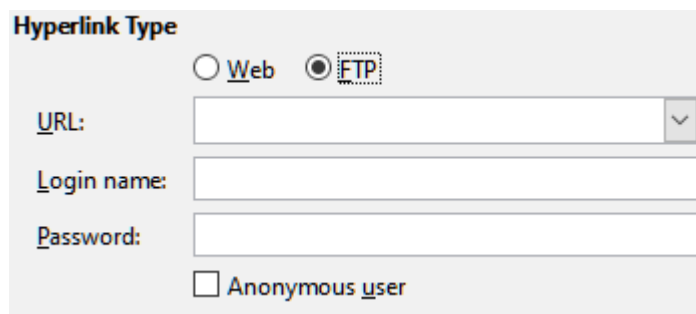 Hyperlink Type
Web FTP
URL:
Login name:
Password:
Anonymous user